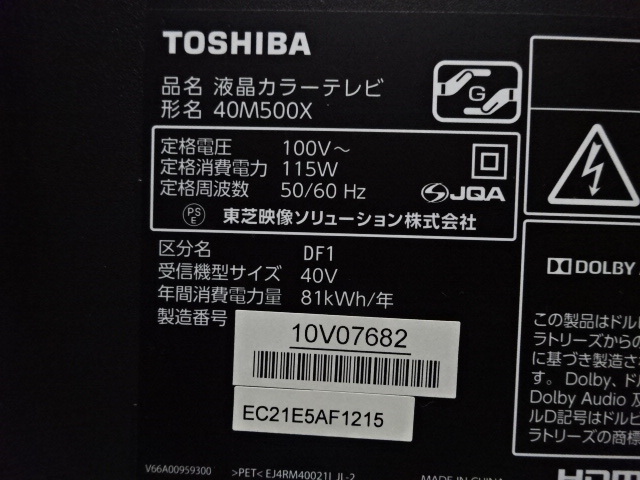 TOSHIBA
品名 液晶カラーテレビ
形名 40M500X
G
定格電圧 100V～
定格消費電力 115W
定格周波数 50/60 Hz
JQA
PSE 東芝映像ソリューション株式会社
区分名 DF1
受信機型サイズ 40V
年間消費電力量 81kWh/年
製造番号
10V07682
EC21E5AF1215
V66A00959300 >PET< EJ4RM40021
MADE IN CHINA
DOLBY
この製品はドル
ラトリーズからの
に基づき製造さ
す。Dolby、ド
Dolby Audio 及
ルD記号はドルビ
ラトリーズの商標
HDMI